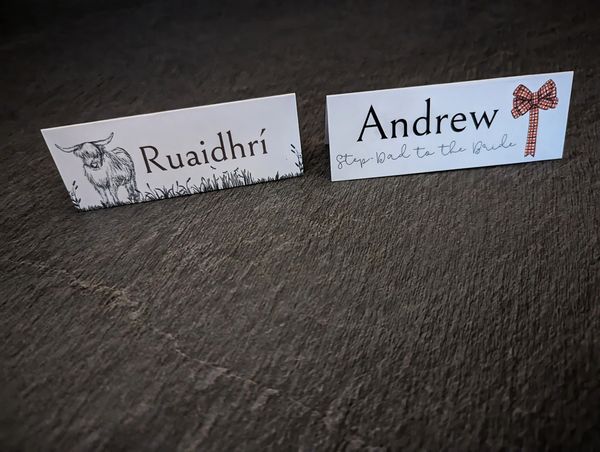 Ruaidhrí
Andrew
Step-Dad to the Bride